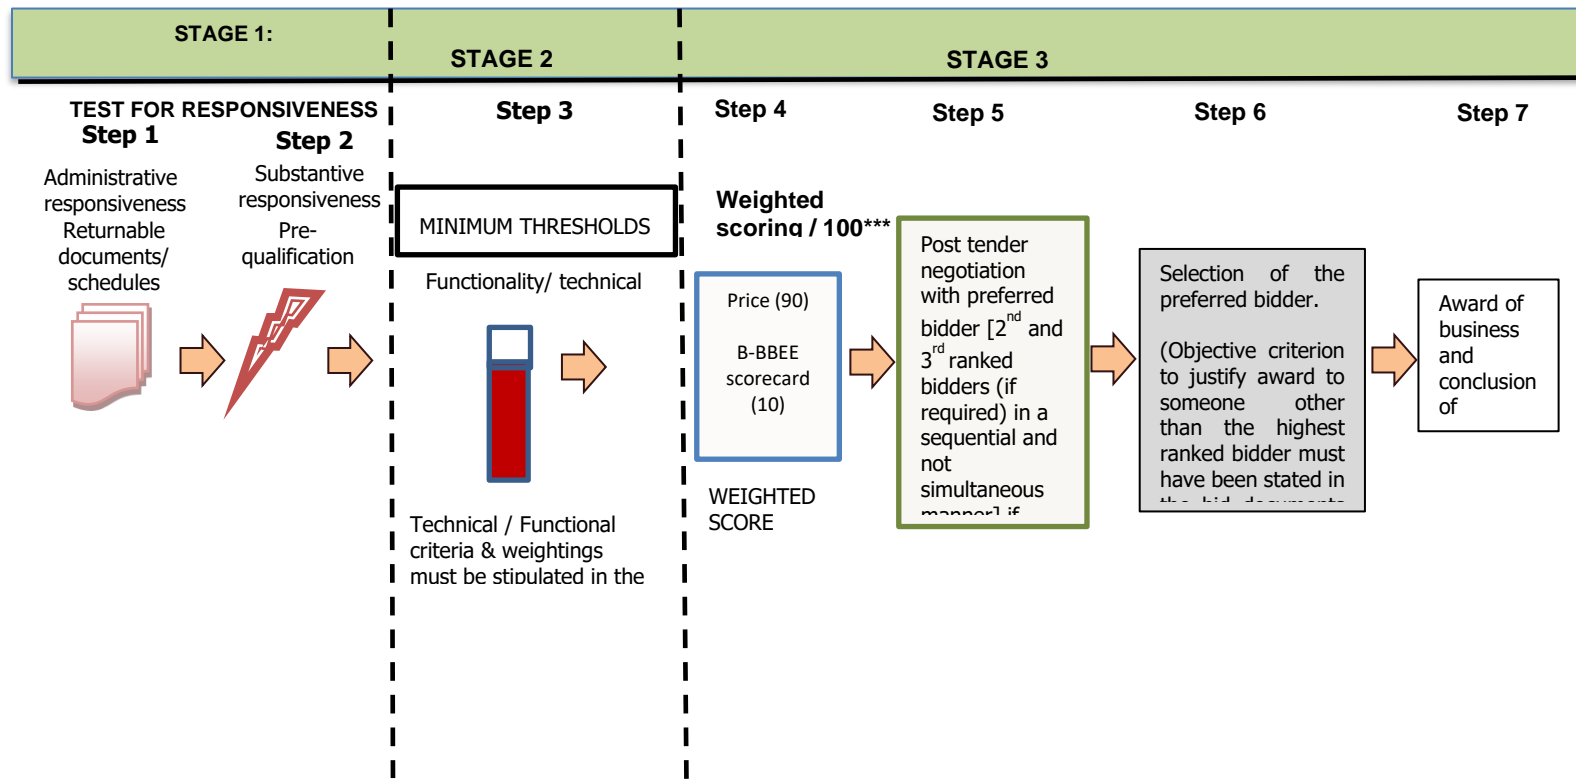 STAGE 1:
STAGE 2
STAGE 3
TEST FOR RESPONSIVENESS
Step 1
Step 2
Step 3
Step 4
Step 5
Step 6
Step 7
Administrative
responsiveness
Returnable
documents/
schedules
Substantive
responsiveness
Pre-
qualification
MINIMUM THRESHOLDS
Functionality/ technical
Technical / Functional
criteria & weightings
must be stipulated in the
Weighted
scoring / 100***
Price (90)
B-BBEE
scorecard
(10)
WEIGHTED
SCORE
Post tender
negotiation
with preferred
bidder [2nd and
3rd ranked
bidders (if
required) in a
sequential and
not
simultaneous
manner] if
Selection of the
preferred bidder.
(Objective criterion
to justify award to
someone other
than the highest
ranked bidder must
have been stated in
the bid documents
Award of
business
and
conclusion
of